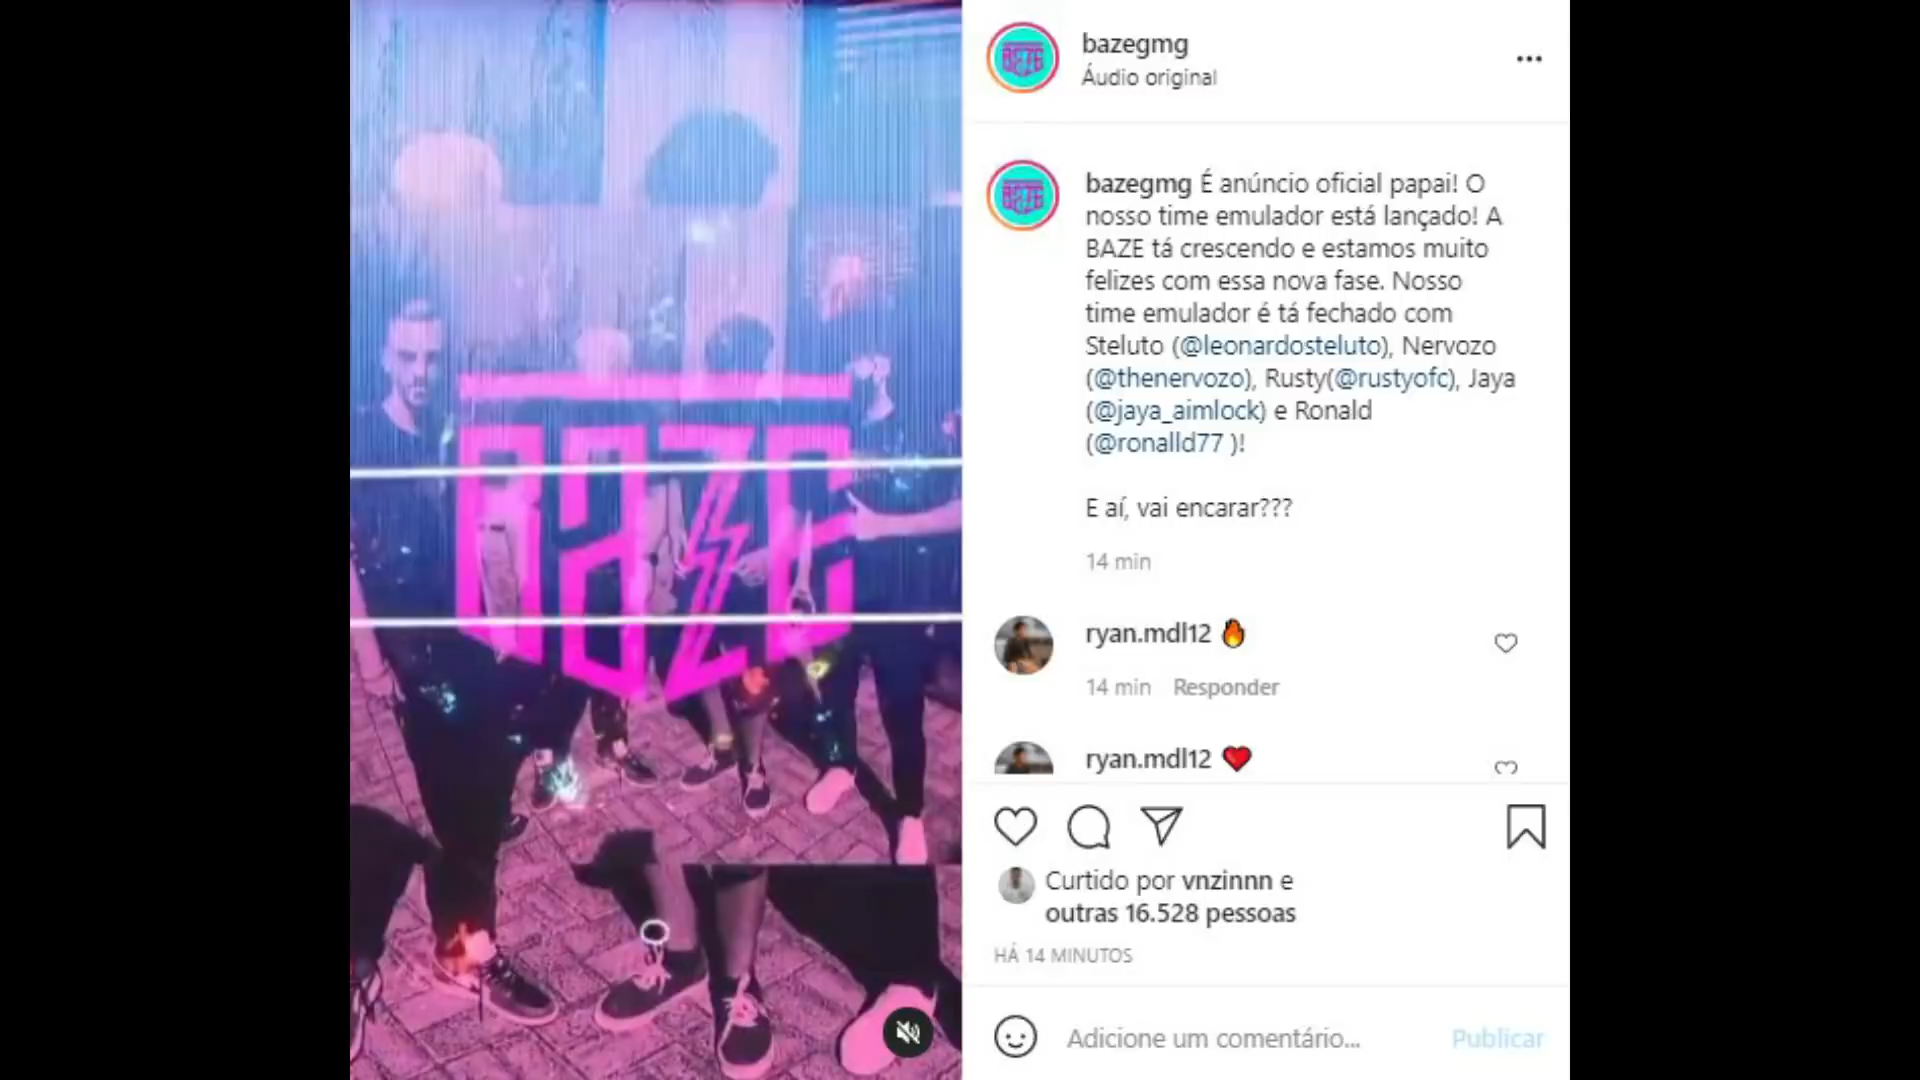 BAZE
bazegmg
Áudio original
bazegmg É anúncio oficial papai! O
nosso time emulador está lançado! A
BAZE tá crescendo e estamos muito
felizes com essa nova fase. Nosso
time emulador é tá fechado com
Steluto (@leonardosteluto), Nervozo
(@thenervozo), Rusty(@rustyofc), Jaya
(@jaya_aimlock) e Ronald
(@ronalld77 )!
E aí, vai encarar???
14 min
ryan.mdl12 🔥
14 min Responder
ryan.mdl12 ❤️
Curtido por vnzinnn e
outras 16.528 pessoas
HÁ 14 MINUTOS
Adicione um comentário... Publicar